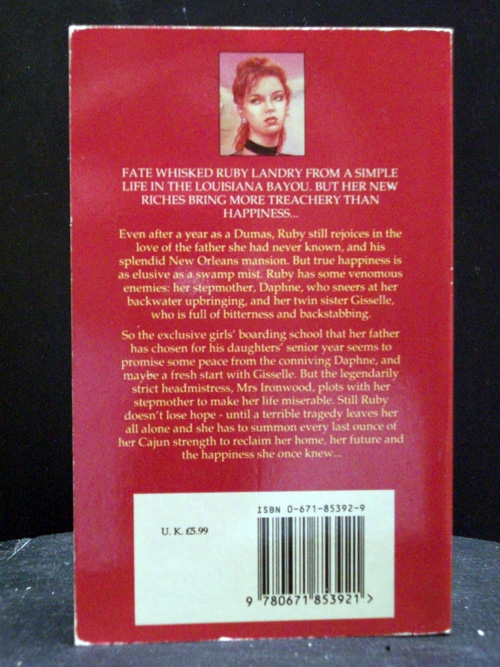 FATE WHISKED RUBY LANDRY FROM A SIMPLE
LIFE IN THE LOUISIANA BAYOU. BUT HER NEW
RICHES BRING MORE TREACHERY THAN
HAPPINESS...
Even after a year as a Dumas, Ruby still rejoices in the
love of the father she had never known, and his
splendid New Orleans mansion. But true happiness is
as elusive as a swamp mist. Ruby has some venomous
enemies: her stepmother, Daphne, who sneers at her
backwater upbringing, and her twin sister Gisselle,
who is full of bitterness and backstabbing.
So the exclusive girls' boarding school that her father
has chosen for his daughters' senior year seems to
promise some peace from the conniving Daphne, and
maybe a fresh start with Gisselle. But the legendarily
strict headmistress, Mrs Ironwood, plots with her
stepmother to make her life miserable. Still Ruby
doesn't lose hope - until a terrible tragedy leaves her
all alone and she has to summon every last ounce of
her Cajun strength to reclaim her home, her future and
the happiness she once knew...
ISBN 0-671-85392-9
U. K. £5.99
9 780671 853921 >